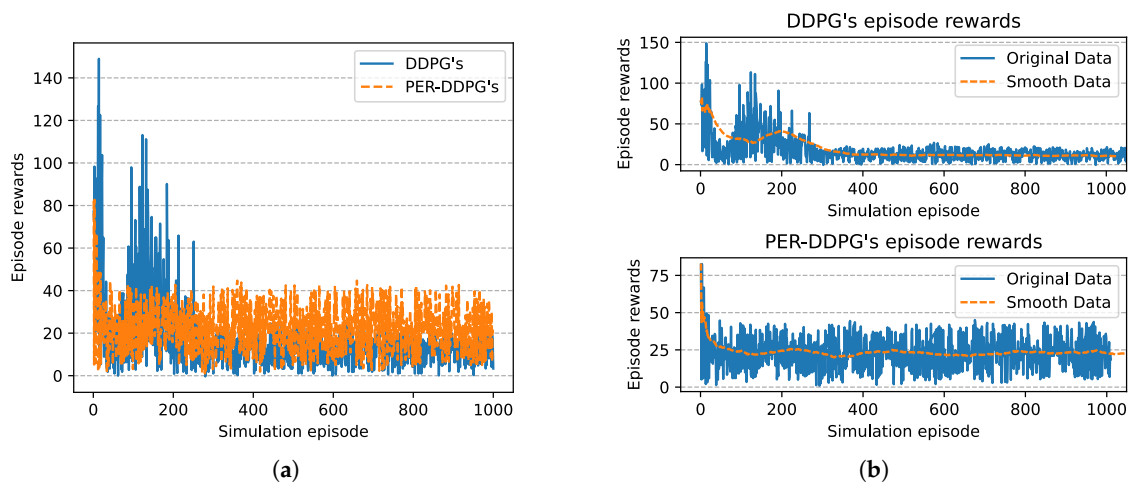 DDPG's
PER-DDPG's
Episode rewards
140
120
100
80
60
40
20
0
0 200 400 600 800 1000
Simulation episode
(a)
DDPG's episode rewards
Original Data
Smooth Data
Episode rewards
150
100
50
0
0 200 400 600 800 1000
Simulation episode
PER-DDPG's episode rewards
Original Data
Smooth Data
Episode rewards
75
50
25
0
0 200 400 600 800 1000
Simulation episode
(b)